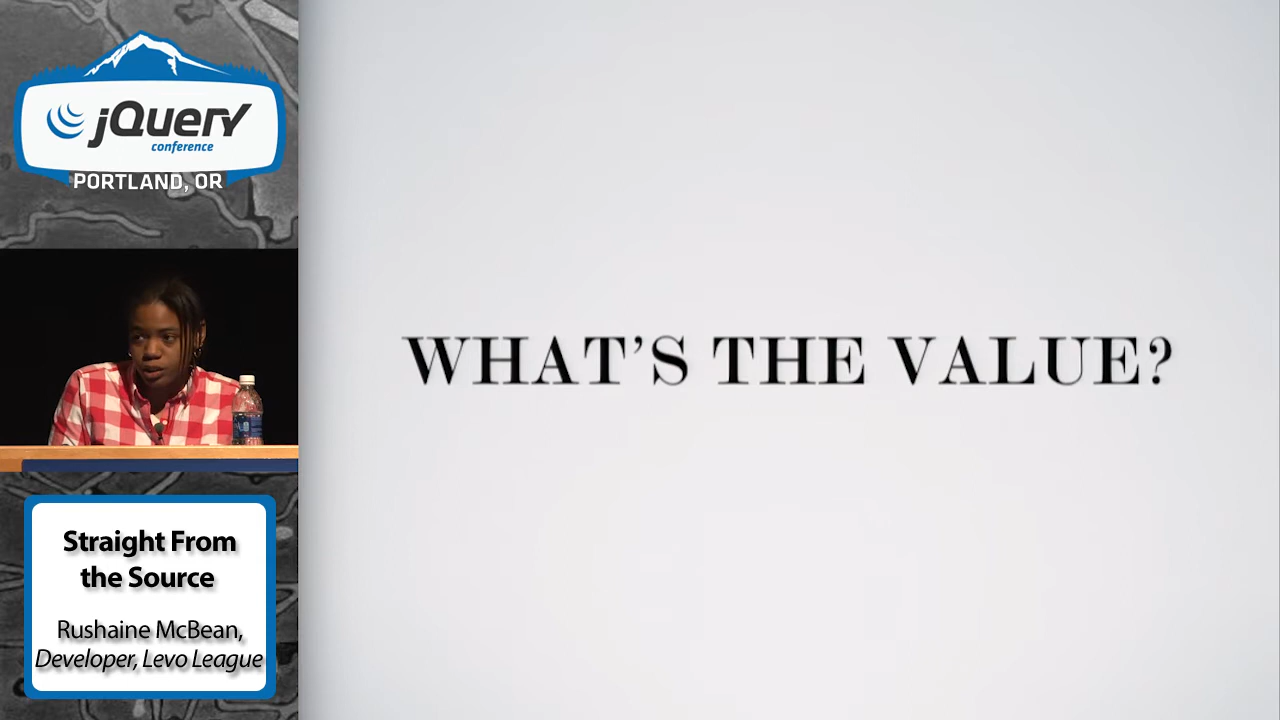 jQuery
conference
PORTLAND, OR
WHAT'S THE VALUE?
Straight From
the Source
Rushaine McBean,
Developer, Levo League